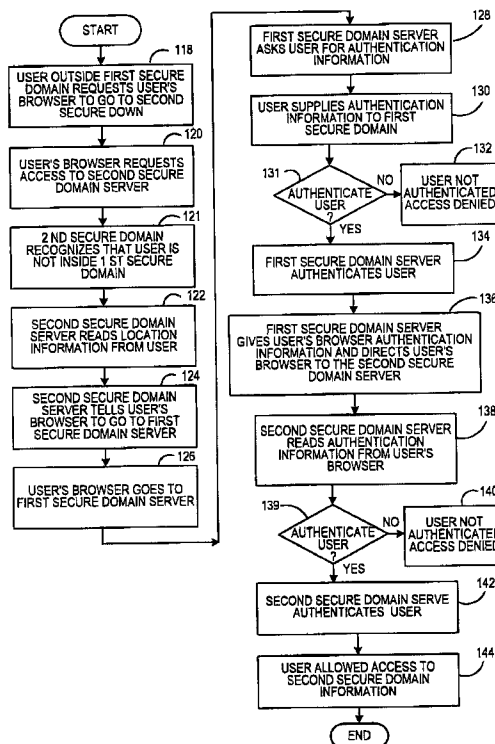 START
118
USER OUTSIDE FIRST SECURE
DOMAIN REQUESTS USER'S
BROWSER TO GO TO SECOND
SECURE DOWN
120
USER'S BROWSER REQUESTS
ACCESS TO SECOND SECURE
DOMAIN SERVER
121
2 ND SECURE DOMAIN
RECOGNIZES THAT USER IS
NOT INSIDE 1 ST SECURE
DOMAIN
122
SECOND SECURE DOMAIN
SERVER READS LOCATION
INFORMATION FROM USER
124
SECOND SECURE DOMAIN
SERVER TELLS USER'S
BROWSER TO GO TO FIRST
SECURE DOMAIN SERVER
126
USER'S BROWSER GOES TO
FIRST SECURE DOMAIN SERVER
128
FIRST SECURE DOMAIN SERVER
ASKS USER FOR AUTHENTICATION
INFORMATION
130
USER SUPPLIES AUTHENTICATION
INFORMATION TO FIRST
SECURE DOMAIN
131
AUTHENTICATE
USER
?
NO
132
USER NOT
AUTHENTICATED
ACCESS DENIED
YES
134
FIRST SECURE DOMAIN SERVER
AUTHENTICATES USER
136
FIRST SECURE DOMAIN SERVER
GIVES USER'S BROWSER AUTHENTICATION
INFORMATION AND DIRECTS USER'S
BROWSER TO THE SECOND SECURE
DOMAIN SERVER
138
SECOND SECURE DOMAIN SERVER
READS AUTHENTICATION
INFORMATION FROM USER'S
BROWSER
139
AUTHENTICATE
USER
?
NO
140
USER NOT
AUTHENTICATED
ACCESS DENIED
YES
142
SECOND SECURE DOMAIN SERVE
AUTHENTICATES USER
144
USER ALLOWED ACCESS TO
SECOND SECURE DOMAIN
INFORMATION
END